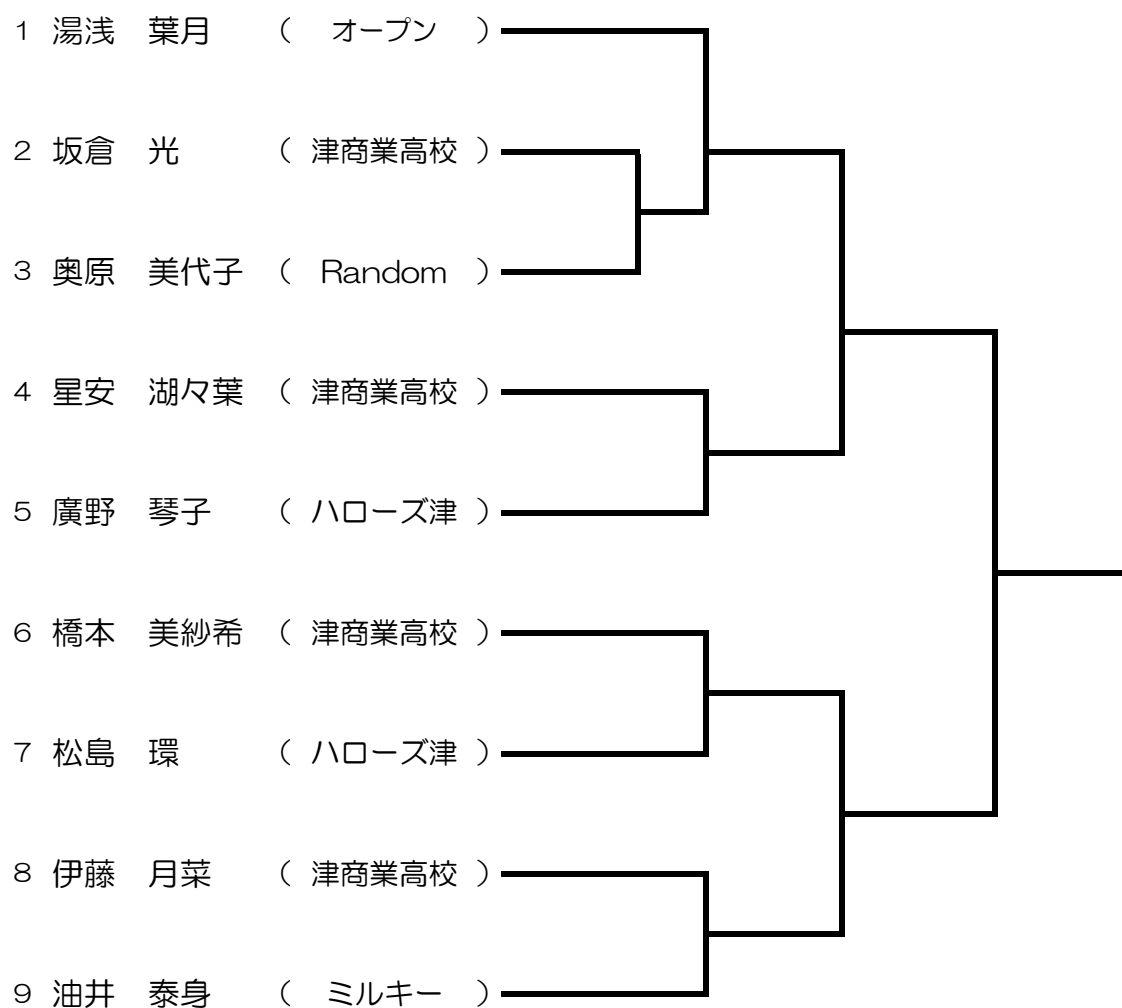 1 湯浅 葉月 ( オープン )
2 坂倉 光 ( 津商業高校 )
3 奥原 美代子 ( Random )
4 星安 湖々葉 ( 津商業高校 )
5 廣野 琴子 ( ハローズ津 )
6 橋本 美紗希 ( 津商業高校 )
7 松島 環 ( ハローズ津 )
8 伊藤 月菜 ( 津商業高校 )
9 油井 泰身 ( ミルキー )